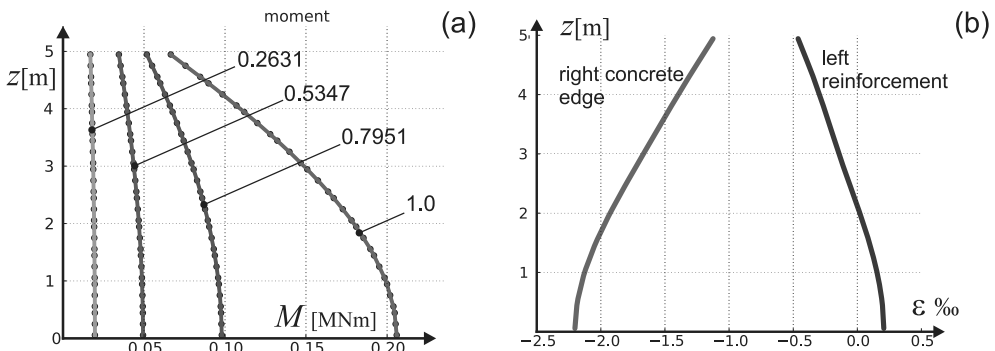 moment
(a)
5
z[m]
4
3
2
1
0
0.2631
0.5347
0.7951
1.0
M [MNm]
0.05
0.10
0.15
0.20
(b)
5
z[m]
right concrete
edge
left
reinforcement
4
3
2
1
ε ‰
−2.5
−2.0
−1.5
−1.0
−0.5
0.0
0.5